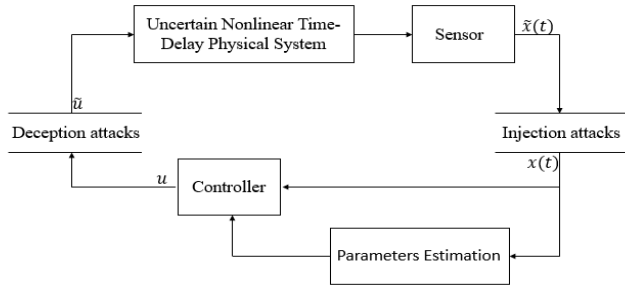 Uncertain Nonlinear Time-
Delay Physical System
Sensor
x̃(t)
ũ
Deception attacks
Injection attacks
x(t)
u
Controller
Parameters Estimation